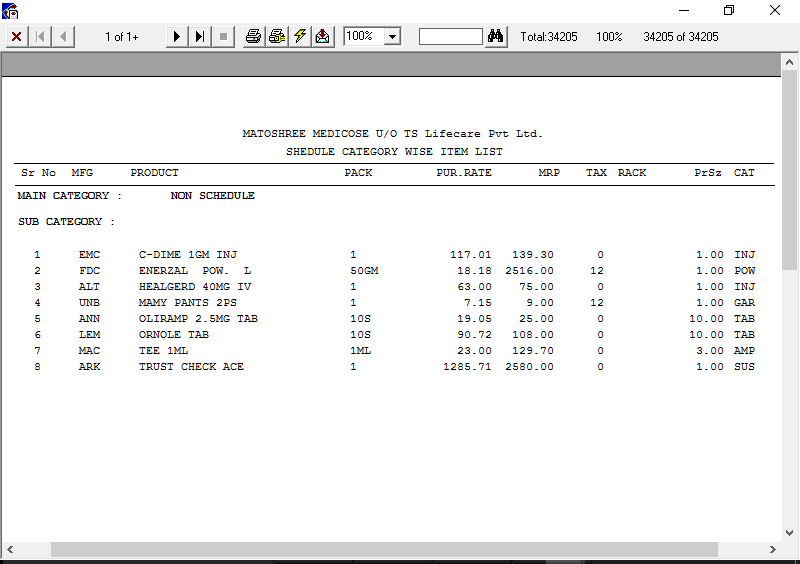 1 of 1+ 100% Total:34205 100% 34205 of 34205
MATOSHREE MEDICOSE U/O TS Lifecare Pvt Ltd.
SHEDULE CATEGORY WISE ITEM LIST
Sr No MFG PRODUCT PACK PUR.RATE MRP TAX RACK PrSz CAT
MAIN CATEGORY : NON SCHEDULE
SUB CATEGORY :
1 EMC C-DIME 1GM INJ 1 117.01 139.30 0 1.00 INJ
2 FDC ENERZAL POW. L 50GM 18.18 2516.00 12 1.00 POW
3 ALT HEALGERD 40MG IV 1 63.00 75.00 0 1.00 INJ
4 UNB MAMY PANTS 2PS 1 7.15 9.00 12 1.00 GAR
5 ANN OLIRAMP 2.5MG TAB 10S 19.05 25.00 0 10.00 TAB
6 LEM ORNOLE TAB 10S 90.72 108.00 0 10.00 TAB
7 MAC TEE 1ML 1ML 23.00 129.70 0 3.00 AMP
8 ARK TRUST CHECK ACE 1 1285.71 2580.00 0 1.00 SUS